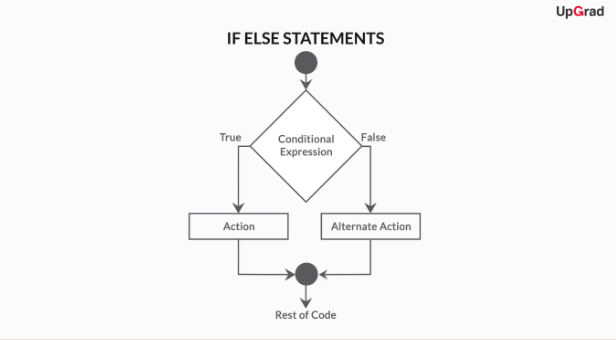 UpGrad
IF ELSE STATEMENTS
True
Conditional
Expression
False
Action
Alternate Action
Rest of Code